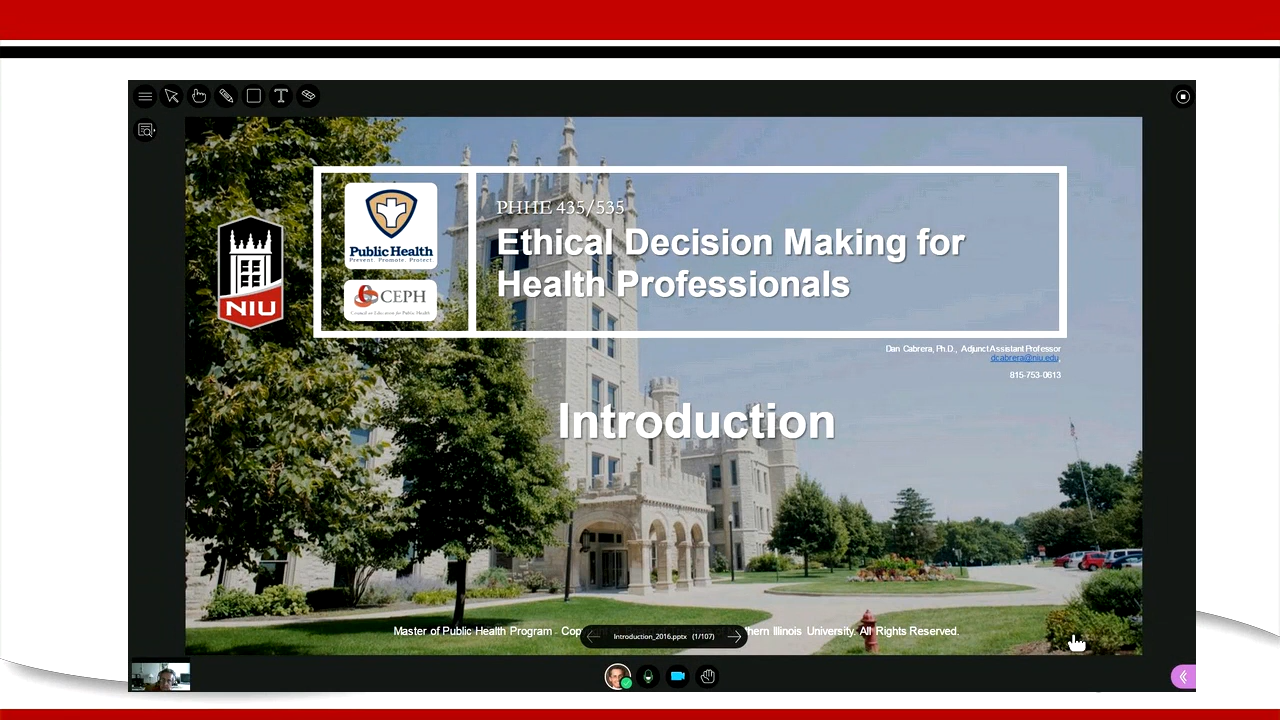 PHHE 435/535
Ethical Decision Making for
Health Professionals
Public Health
Prevent. Promote. Protect.
CEPH
Council on Education for Public Health
NIU
Dan Cabrera, Ph.D., Adjunct Assistant Professor
dcabrera@niu.edu
815-753-0613
Introduction
Master of Public Health Program
Introduction_2016.pptx (1/107)
Illinois University. All Rights Reserved.
T